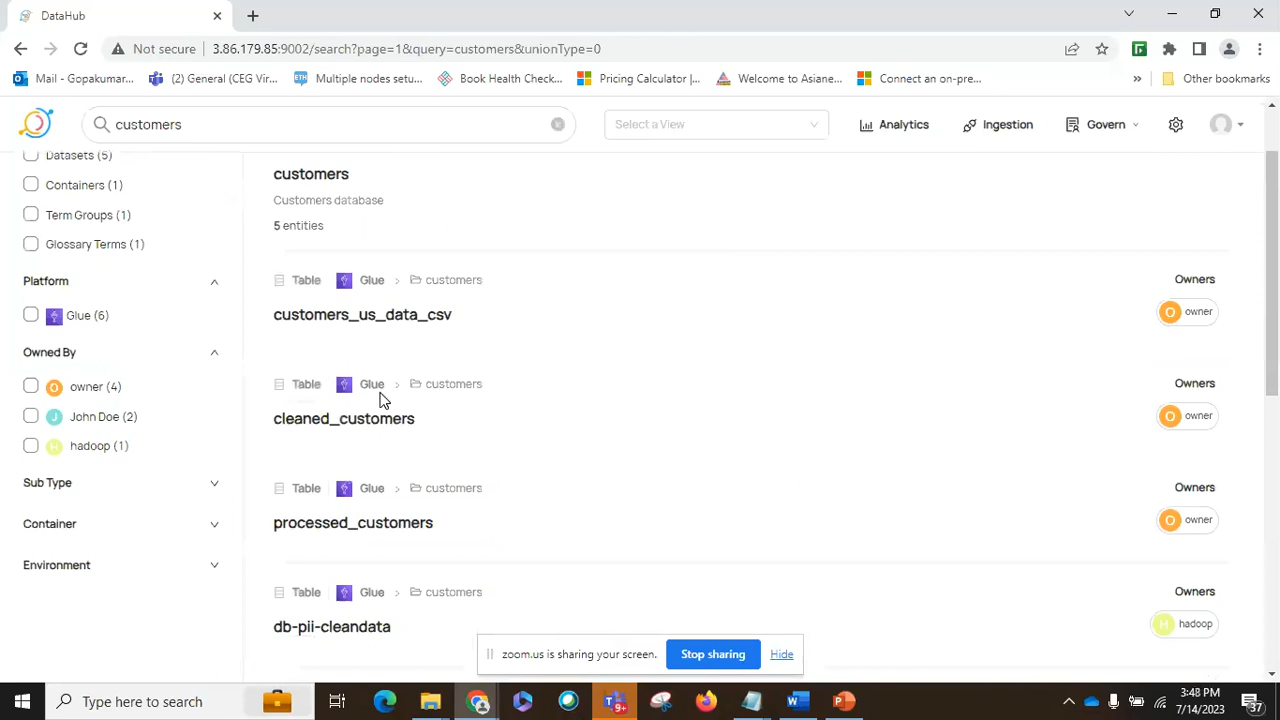 DataHub
Not secure 3.86.179.85:9002/search?page=1&query=customers&unionType=0
Mail - Gopakumar... (2) General (CEG Vir... Multiple nodes setu... Book Health Check... Pricing Calculator |... Welcome to Asiane... Connect an on-pre... » Other bookmarks
customers Select a View Analytics Ingestion Govern
Datasets (5)
Containers (1)
Term Groups (1)
Glossary Terms (1)
Platform
Glue (6)
Owned By
O owner (4)
J John Doe (2)
H hadoop (1)
Sub Type
Container
Environment
customers
Customers database
5 entities
Table Glue > customers Owners
customers_us_data_csv O owner
Table Glue > customers Owners
cleaned_customers O owner
Table Glue > customers Owners
processed_customers O owner
Table Glue > customers Owners
db-pii-cleandata H hadoop
zoom.us is sharing your screen. Stop sharing Hide
Type here to search 9+ 3:48 PM
7/14/2023 37